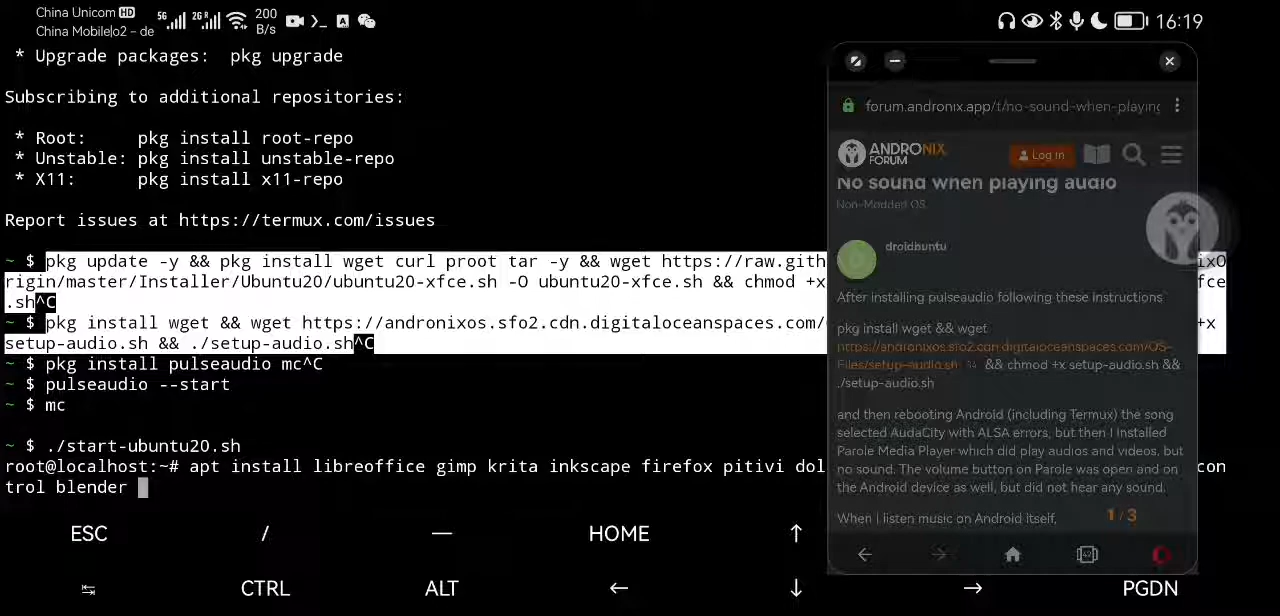 China Unicom HD
China Mobile|o2 – de
5G
2G R
200
B/s
16:19
* Upgrade packages:  pkg upgrade
Subscribing to additional repositories:
* Root:     pkg install root-repo
* Unstable: pkg install unstable-repo
* X11:      pkg install x11-repo
Report issues at https://termux.com/issues
~ $ pkg update -y && pkg install wget curl proot tar -y && wget https://raw.gith ixO
rigin/master/Installer/Ubuntu20/ubuntu20-xfce.sh -O ubuntu20-xfce.sh && chmod +x fce
.sh^C
~ $ pkg install wget && wget https://andronixos.sfo2.cdn.digitaloceanspaces.com/ +x
setup-audio.sh && ./setup-audio.sh^C
~ $ pkg install pulseaudio mc^C
~ $ pulseaudio --start
~ $ mc
~ $ ./start-ubuntu20.sh
root@localhost:~# apt install libreoffice gimp krita inkscape firefox pitivi dol con
trol blender
ESC / — HOME ↑
↹ CTRL ALT ← ↓ → PGDN
forum.andronix.app/t/no-sound-when-playing
ANDRONIX
FORUM
Log In
No sound when playing audio
Non-Modded OS
droidbuntu
After installing pulseaudio following these instructions
pkg install wget && wget
https://andronixos.sfo2.cdn.digitaloceanspaces.com/OS-
Files/setup-audio.sh 34 && chmod +x setup-audio.sh &&
./setup-audio.sh
and then rebooting Android (including Termux) the song
selected AudaCity with ALSA errors, but then I Installed
Parole Media Player which did play audios and videos, but
no sound. The volume button on Parole was open and on
the Android device as well, but did not hear any sound.
When I listen music on Android itself,
1 / 3